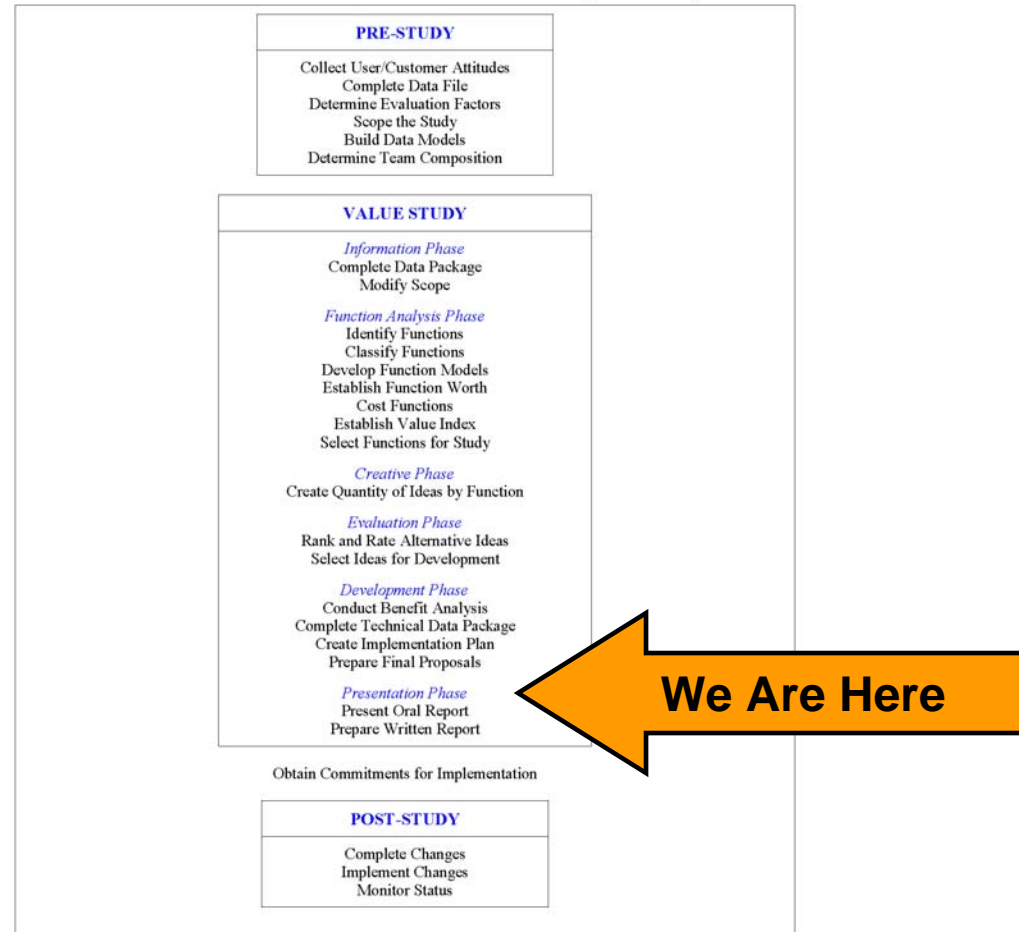 PRE-STUDY
Collect User/Customer Attitudes
Complete Data File
Determine Evaluation Factors
Scope the Study
Build Data Models
Determine Team Composition
VALUE STUDY
Information Phase
Complete Data Package
Modify Scope
Function Analysis Phase
Identify Functions
Classify Functions
Develop Function Models
Establish Function Worth
Cost Functions
Establish Value Index
Select Functions for Study
Creative Phase
Create Quantity of Ideas by Function
Evaluation Phase
Rank and Rate Alternative Ideas
Select Ideas for Development
Development Phase
Conduct Benefit Analysis
Complete Technical Data Package
Create Implementation Plan
Prepare Final Proposals
Presentation Phase
Present Oral Report
Prepare Written Report
We Are Here
Obtain Commitments for Implementation
POST-STUDY
Complete Changes
Implement Changes
Monitor Status